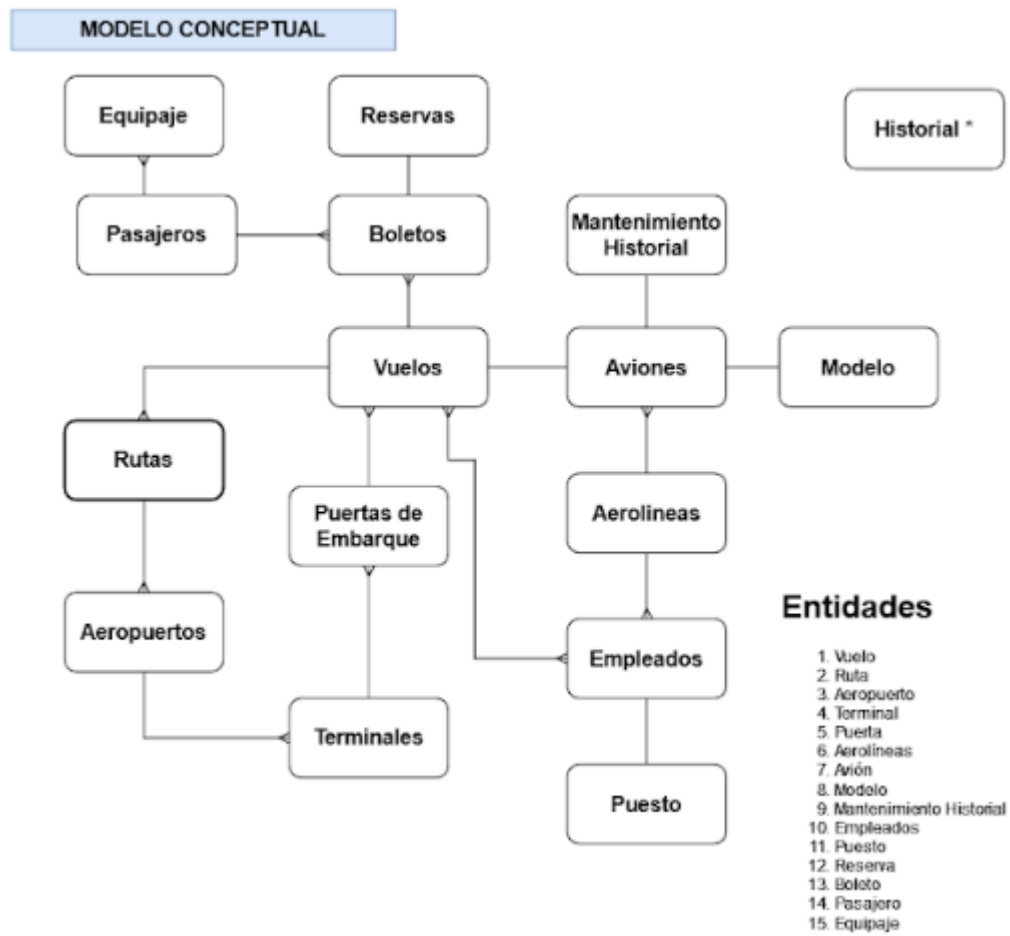 MODELO CONCEPTUAL
Equipaje
Reservas
Historial *
Pasajeros
Boletos
Mantenimiento
Historial
Vuelos
Aviones
Modelo
Rutas
Puertas de
Embarque
Aerolineas
Aeropuertos
Empleados
Terminales
Puesto
Entidades
1. Vuelo
2. Ruta
3. Aeropuerto
4. Terminal
5. Puerta
6. Aerolíneas
7. Avión
8. Modelo
9. Mantenimiento Historial
10. Empleados
11. Puesto
12. Reserva
13. Boleto
14. Pasajero
15. Equipaje